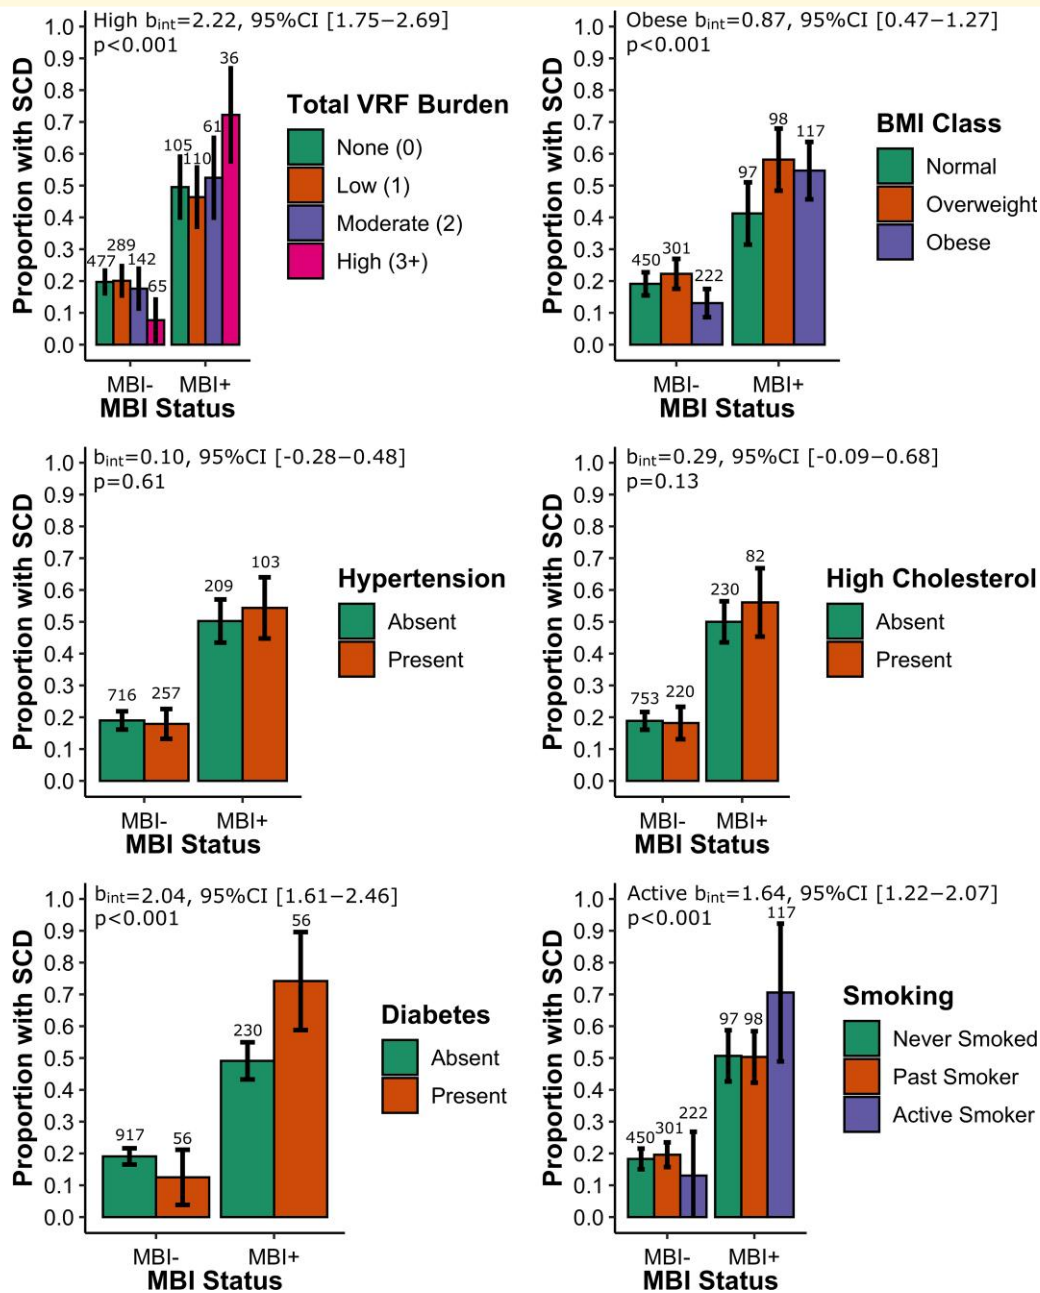 High b_int=2.22, 95%CI [1.75−2.69]
p<0.001
Proportion with SCD
1.0
0.9
0.8
0.7
0.6
0.5
0.4
0.3
0.2
0.1
0.0
477
289
142
65
105
110
61
36
MBI-
MBI+
MBI Status
Total VRF Burden
None (0)
Low (1)
Moderate (2)
High (3+)
Obese b_int=0.87, 95%CI [0.47−1.27]
p<0.001
Proportion with SCD
1.0
0.9
0.8
0.7
0.6
0.5
0.4
0.3
0.2
0.1
0.0
450
301
222
97
98
117
MBI-
MBI+
MBI Status
BMI Class
Normal
Overweight
Obese
b_int=0.10, 95%CI [-0.28−0.48]
p=0.61
Proportion with SCD
1.0
0.9
0.8
0.7
0.6
0.5
0.4
0.3
0.2
0.1
0.0
716
257
209
103
MBI-
MBI+
MBI Status
Hypertension
Absent
Present
b_int=0.29, 95%CI [-0.09−0.68]
p=0.13
Proportion with SCD
1.0
0.9
0.8
0.7
0.6
0.5
0.4
0.3
0.2
0.1
0.0
753
220
230
82
MBI-
MBI+
MBI Status
High Cholesterol
Absent
Present
b_int=2.04, 95%CI [1.61−2.46]
p<0.001
Proportion with SCD
1.0
0.9
0.8
0.7
0.6
0.5
0.4
0.3
0.2
0.1
0.0
917
56
230
56
MBI-
MBI+
MBI Status
Diabetes
Absent
Present
Active b_int=1.64, 95%CI [1.22−2.07]
p<0.001
Proportion with SCD
1.0
0.9
0.8
0.7
0.6
0.5
0.4
0.3
0.2
0.1
0.0
450
301
222
97
98
117
MBI-
MBI+
MBI Status
Smoking
Never Smoked
Past Smoker
Active Smoker